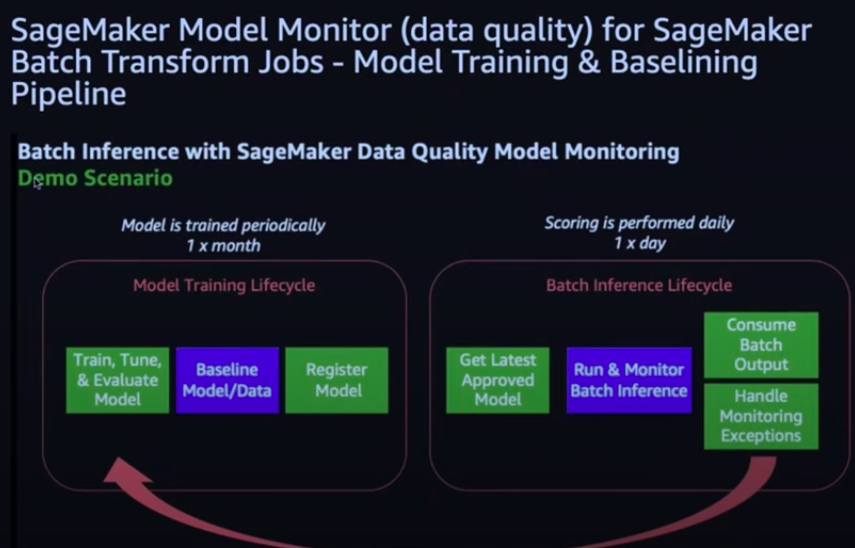 SageMaker Model Monitor (data quality) for SageMaker
Batch Transform Jobs - Model Training & Baselining
Pipeline
Batch Inference with SageMaker Data Quality Model Monitoring
Demo Scenario
Model is trained periodically
1 x month
Model Training Lifecycle
Train, Tune,
& Evaluate
Model
Baseline
Model/Data
Register
Model
Scoring is performed daily
1 x day
Batch Inference Lifecycle
Get Latest
Approved
Model
Run & Monitor
Batch Inference
Consume
Batch
Output
Handle
Monitoring
Exceptions